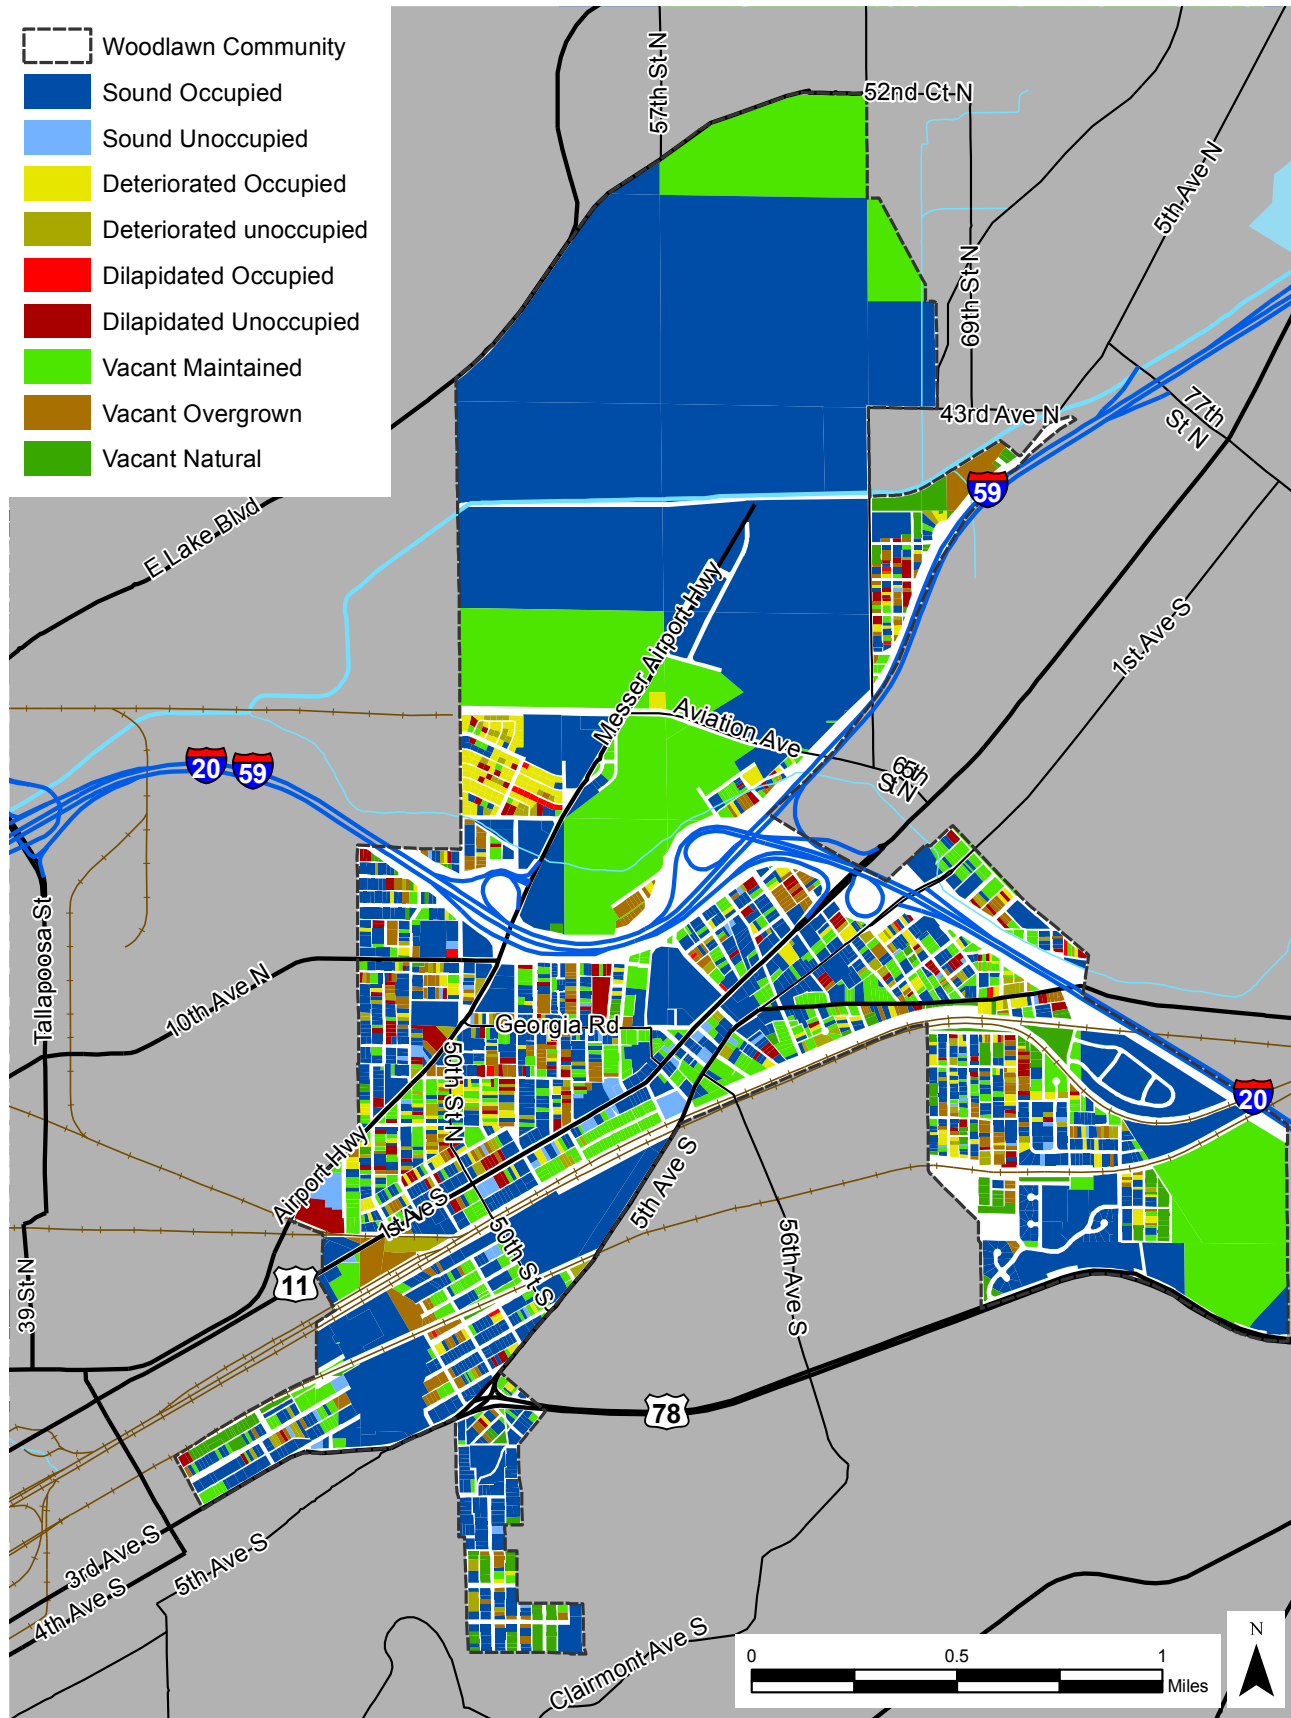 Woodlawn Community
Sound Occupied
Sound Unoccupied
Deteriorated Occupied
Deteriorated unoccupied
Dilapidated Occupied
Dilapidated Unoccupied
Vacant Maintained
Vacant Overgrown
Vacant Natural
57th St N
52nd Ct N
5th Ave N
69th St N
43rd Ave N
77th
St N
59
E Lake Blvd
1st Ave S
Messer Airport Hwy
Aviation Ave
65th
St N
20
59
Tallapoosa St
10th Ave N
Georgia Rd
50th St N
20
Airport Hwy
1st Ave S
5th Ave S
50th St S
56th Ave S
39 St N
11
78
3rd Ave S
4th Ave S
5th Ave S
Clairmont Ave S
0 0.5 1
Miles
N